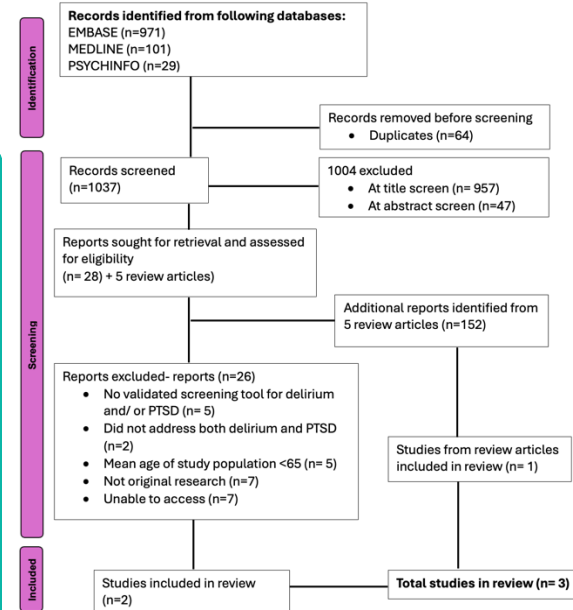 Identification
Records identified from following databases:
EMBASE (n=971)
MEDLINE (n=101)
PSYCHINFO (n=29)
Records removed before screening
• Duplicates (n=64)
Screening
Records screened
(n=1037)
1004 excluded
• At title screen (n= 957)
• At abstract screen (n=47)
Reports sought for retrieval and assessed
for eligibility
(n= 28) + 5 review articles)
Additional reports identified from
5 review articles (n=152)
Reports excluded- reports (n=26)
• No validated screening tool for delirium
and/ or PTSD (n= 5)
• Did not address both delirium and PTSD
(n=2)
• Mean age of study population <65 (n= 5)
• Not original research (n=7)
• Unable to access (n=7)
Studies from review articles
included in review (n= 1)
Included
Studies included in review
(n=2)
Total studies in review (n= 3)